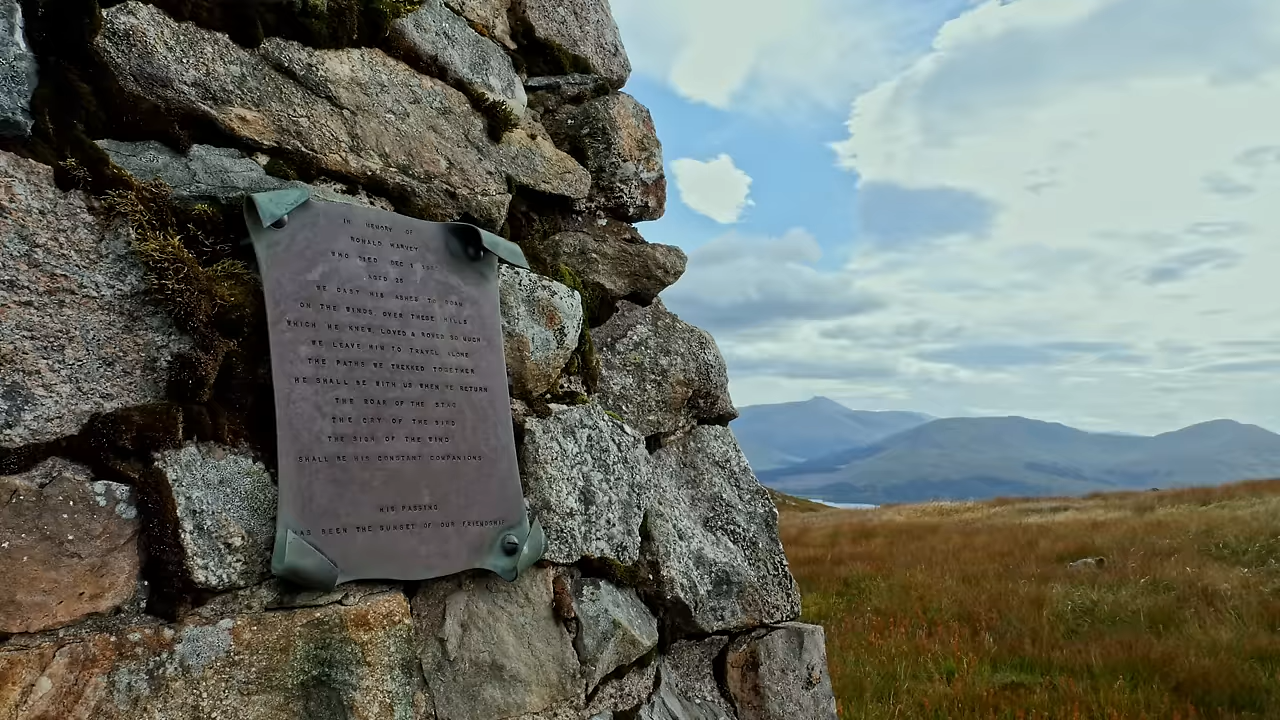 IN MEMORY OF
RONALD HARVEY
WHO DIED DEC
AGED 26
WE CAST HIS ASHES TO ROAM
ON THE WINDS, OVER THESE HILLS
WHICH HE KNEW, LOVED & ROVED SO MUCH
WE LEAVE HIM TO TRAVEL ALONE
THE PATHS WE TREKKED TOGETHER
HE SHALL BE WITH US WHEN WE RETURN
THE ROAR OF THE STAG
THE CRY OF THE BIRD
THE SIGH OF THE WIND
SHALL BE HIS CONSTANT COMPANIONS
HIS PASSING
HAS BEEN THE SUNSET OF OUR FRIENDSHIP